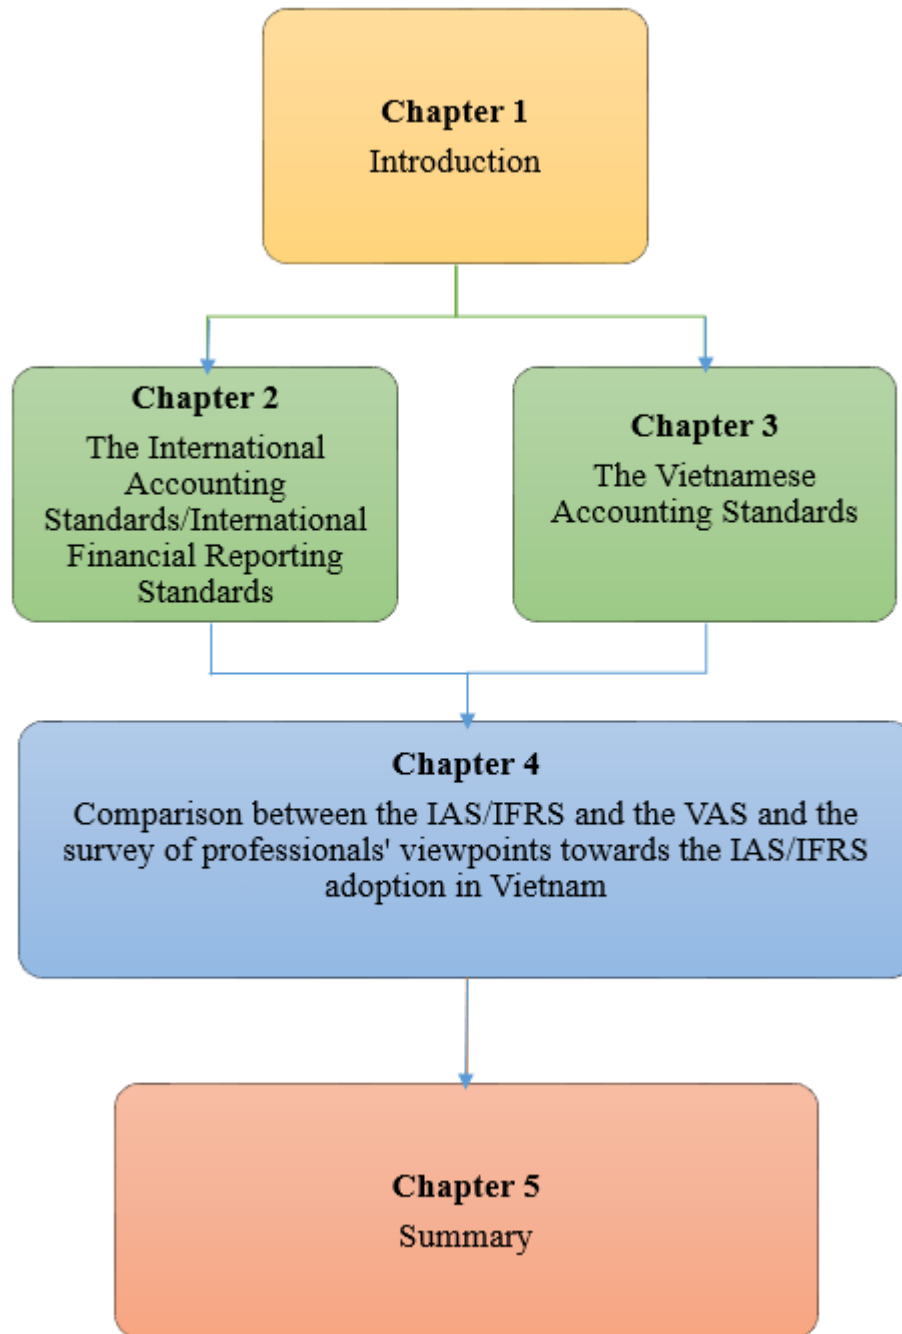 Chapter 1
Introduction
Chapter 2
The International
Accounting
Standards/International
Financial Reporting
Standards
Chapter 3
The Vietnamese
Accounting Standards
Chapter 4
Comparison between the IAS/IFRS and the VAS and the
survey of professionals' viewpoints towards the IAS/IFRS
adoption in Vietnam
Chapter 5
Summary